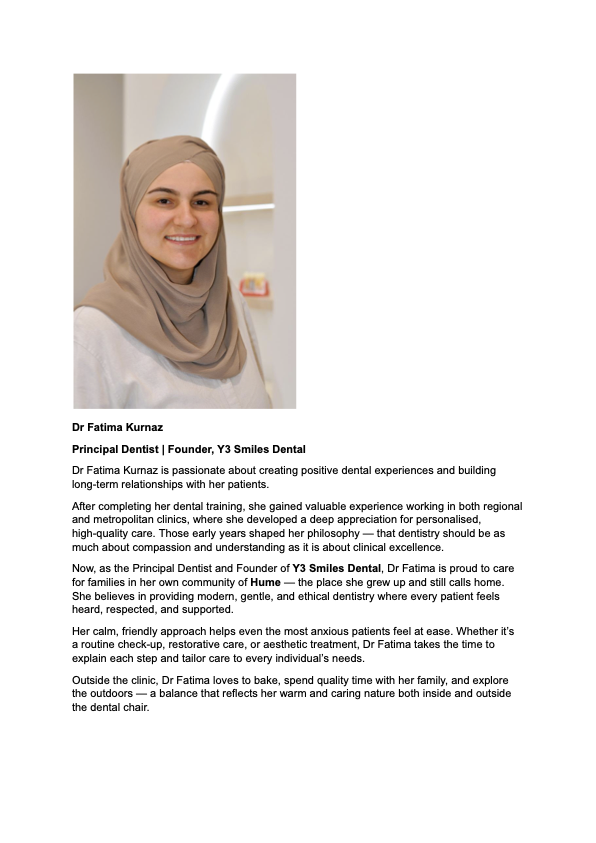 Dr Fatima Kurnaz
Principal Dentist | Founder, Y3 Smiles Dental
Dr Fatima Kurnaz is passionate about creating positive dental experiences and building
long-term relationships with her patients.
After completing her dental training, she gained valuable experience working in both regional
and metropolitan clinics, where she developed a deep appreciation for personalised,
high-quality care. Those early years shaped her philosophy — that dentistry should be as
much about compassion and understanding as it is about clinical excellence.
Now, as the Principal Dentist and Founder of Y3 Smiles Dental, Dr Fatima is proud to care
for families in her own community of Hume — the place she grew up and still calls home.
She believes in providing modern, gentle, and ethical dentistry where every patient feels
heard, respected, and supported.
Her calm, friendly approach helps even the most anxious patients feel at ease. Whether it’s
a routine check-up, restorative care, or aesthetic treatment, Dr Fatima takes the time to
explain each step and tailor care to every individual’s needs.
Outside the clinic, Dr Fatima loves to bake, spend quality time with her family, and explore
the outdoors — a balance that reflects her warm and caring nature both inside and outside
the dental chair.